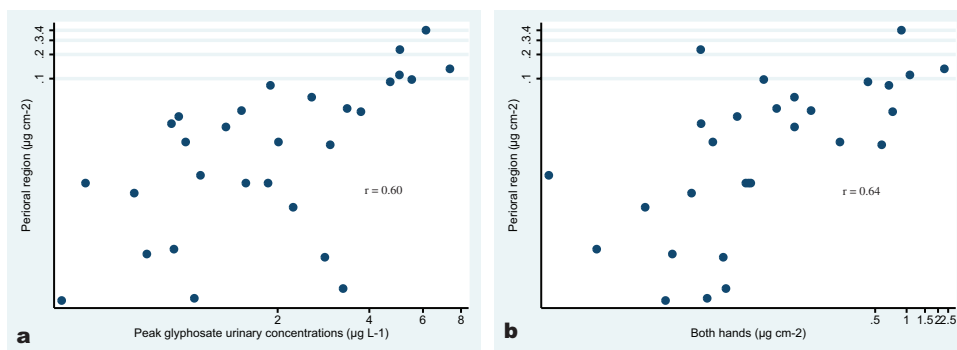 .1 .2 .3 .4
Perioral region (µg cm-2)
r = 0.60
2 4 6 8
Peak glyphosate urinary concentrations (µg L-1)
a
.1 .2 .3 .4
Perioral region (µg cm-2)
r = 0.64
.5 1 1.5 2 2.5
Both hands (µg cm-2)
b